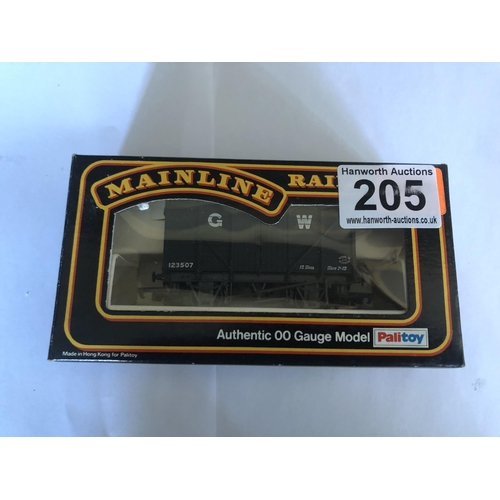 MAINLINE RAI
Hanworth Auctions
205
www.hanworth-auctions.co.uk
G W
123507
Authentic 00 Gauge Model Palitoy
Made in Hong Kong for Palitoy